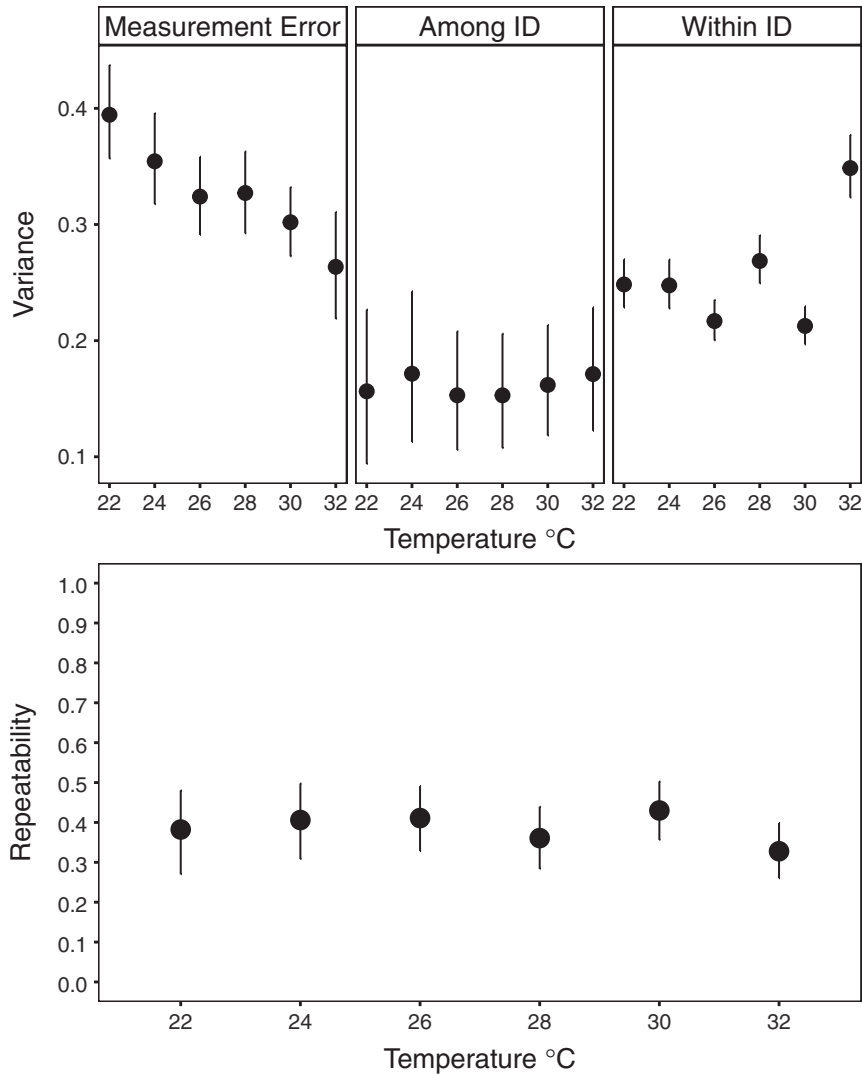 Measurement Error Among ID Within ID
0.4
0.3
0.2
0.1
Variance
22 24 26 28 30 32 22 24 26 28 30 32 22 24 26 28 30 32
Temperature °C
1.0
0.9
0.8
0.7
0.6
0.5
0.4
0.3
0.2
0.1
0.0
Repeatability
22 24 26 28 30 32
Temperature °C